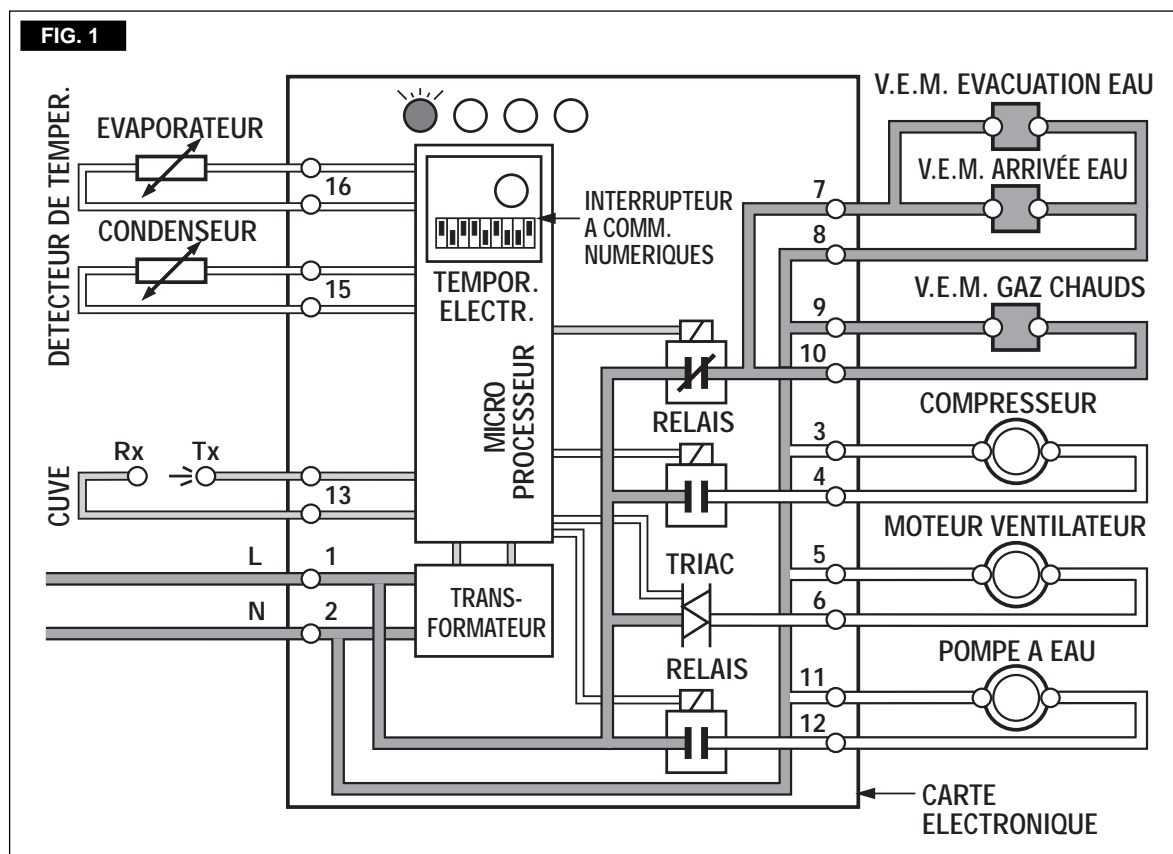 FIG. 1
DETECTEUR DE TEMPER.
EVAPORATEUR
16
CONDENSEUR
15
CUVE
Rx
Tx
13
L
1
N
2
TEMPOR.
ELECTR.
MICRO
PROCESSEUR
TRANS-
FORMATEUR
INTERRUPTEUR
A COMM.
NUMERIQUES
RELAIS
TRIAC
RELAIS
V.E.M. EVACUATION EAU
V.E.M. ARRIVÉE EAU
7
8
V.E.M. GAZ CHAUDS
9
10
COMPRESSEUR
3
4
MOTEUR VENTILATEUR
5
6
POMPE A EAU
11
12
CARTE
ELECTRONIQUE